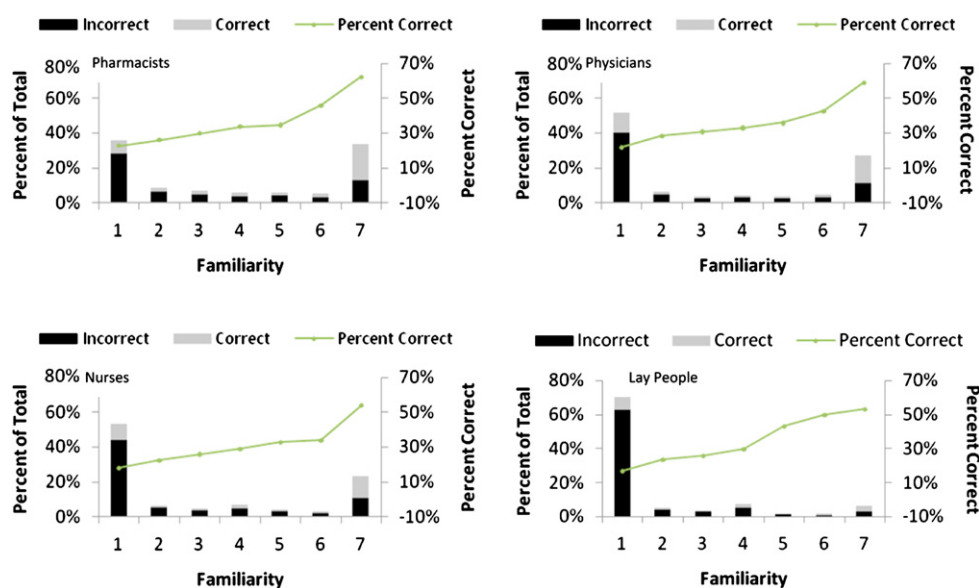 Incorrect Correct Percent Correct
Pharmacists
Percent of Total
80%
60%
40%
20%
0%
70%
50%
30%
10%
-10%
Percent Correct
1 2 3 4 5 6 7
Familiarity
Incorrect Correct Percent Correct
Physicians
Percent of Total
80%
60%
40%
20%
0%
70%
50%
30%
10%
-10%
Percent Correct
1 2 3 4 5 6 7
Familiarity
Incorrect Correct Percent Correct
Nurses
Percent of Total
80%
60%
40%
20%
0%
70%
50%
30%
10%
-10%
Percent Correct
1 2 3 4 5 6 7
Familiarity
Incorrect Correct Percent Correct
Lay People
Percent of Total
80%
60%
40%
20%
0%
70%
50%
30%
10%
-10%
Percent Correct
1 2 3 4 5 6 7
Familiarity